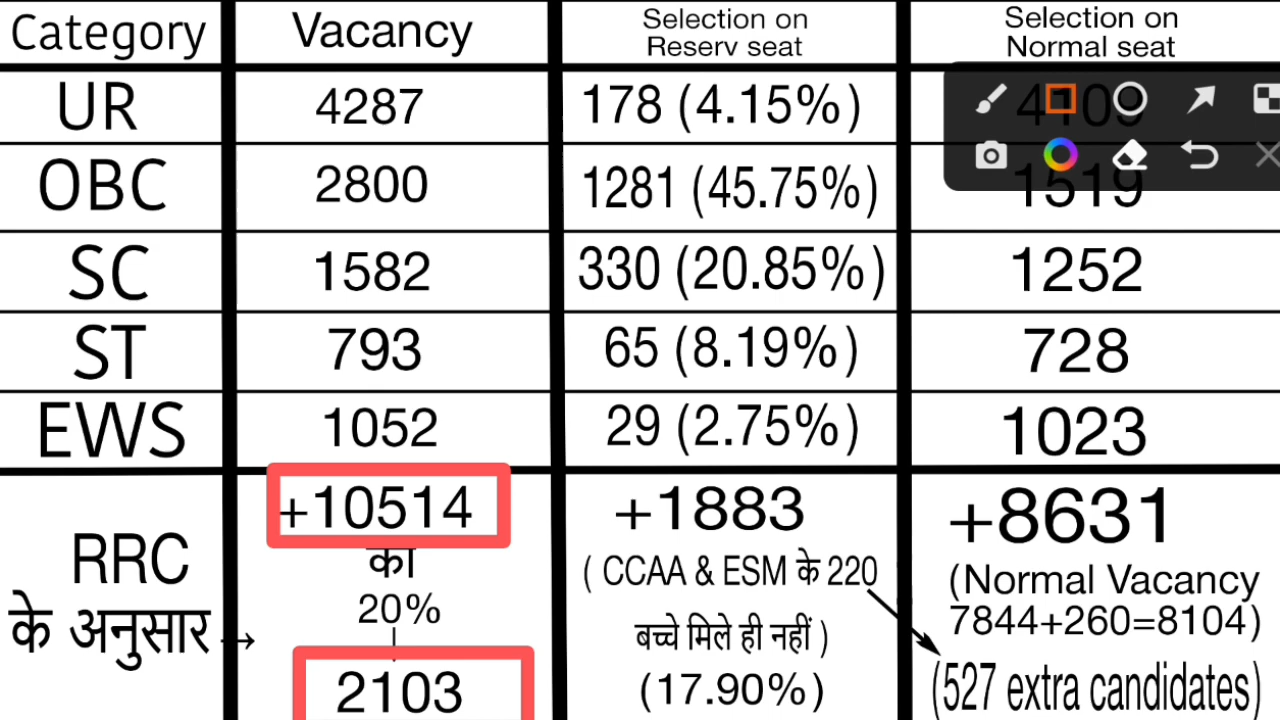 Category Vacancy Selection on Reserv seat Selection on Normal seat
UR 4287 178 (4.15%) 4109
OBC 2800 1281 (45.75%) 1519
SC 1582 330 (20.85%) 1252
ST 793 65 (8.19%) 728
EWS 1052 29 (2.75%) 1023
+10514 +1883 +8631
RRC का ( CCAA & ESM के 220 (Normal Vacancy
20% 7844+260=8104)
के अनुसार → बच्चे मिले ही नहीं )
2103 (17.90%) (527 extra candidates)